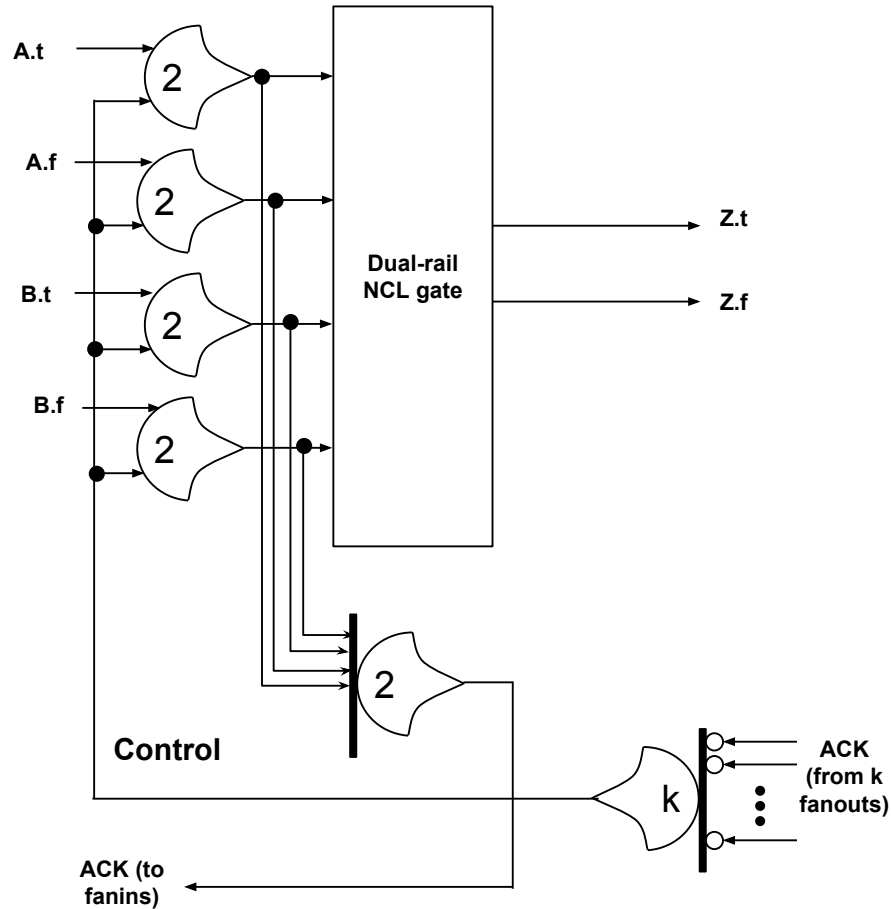 A.t
2
A.f
2
B.t
2
B.f
2
Dual-rail
NCL gate
Z.t
Z.f
2
Control
k
ACK
(from k
fanouts)
ACK (to
fanins)